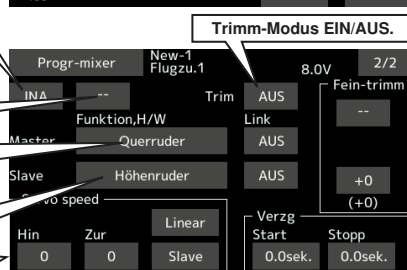 Trimm-Modus EIN/AUS.
Progr-mixer New-1 Flugzu.1 8.0V 2/2
INA -- Trim AUS Fein-trimm
--
Funktion,H/W Link
Master Querruder AUS
Slave Höhenruder AUS +0
(+0)
Servo speed
Linear Verzg
Hin Zur Start Stopp
0 0 Slave 0.0sek. 0.0sek.